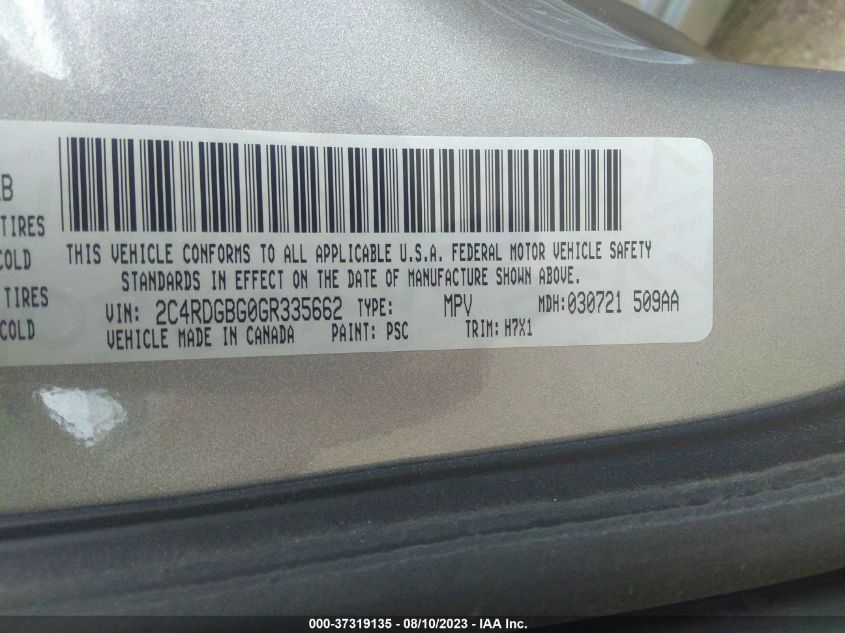 B
TIRES
COLD
TIRES
COLD
THIS VEHICLE CONFORMS TO ALL APPLICABLE U.S.A. FEDERAL MOTOR VEHICLE SAFETY
STANDARDS IN EFFECT ON THE DATE OF MANUFACTURE SHOWN ABOVE.
VIN: 2C4RDGBG0GR335662 TYPE: MPV MDH:030721 509AA
VEHICLE MADE IN CANADA PAINT: PSC TRIM: H7X1
000-37319135 - 08/10/2023 - IAA Inc.